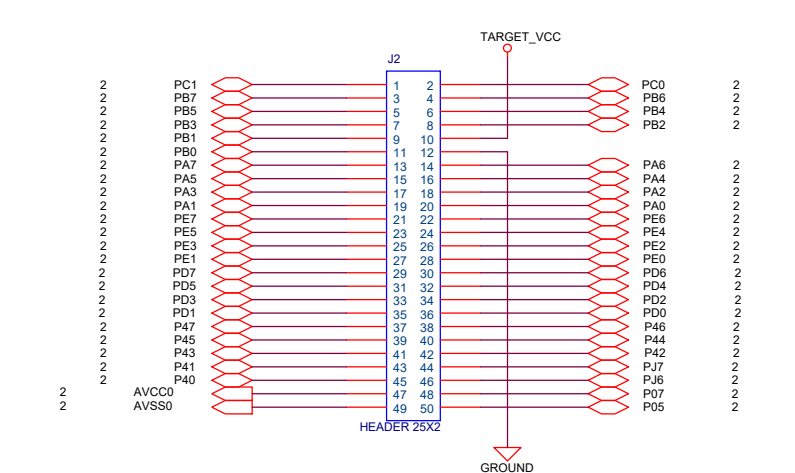 TARGET_VCC
J2
2 PC1 1 2 PC0 2
2 PB7 3 4 PB6 2
2 PB5 5 6 PB4 2
2 PB3 7 8 PB2 2
2 PB1 9 10
2 PB0 11 12
2 PA7 13 14 PA6 2
2 PA5 15 16 PA4 2
2 PA3 17 18 PA2 2
2 PA1 19 20 PA0 2
2 PE7 21 22 PE6 2
2 PE5 23 24 PE4 2
2 PE3 25 26 PE2 2
2 PE1 27 28 PE0 2
2 PD7 29 30 PD6 2
2 PD5 31 32 PD4 2
2 PD3 33 34 PD2 2
2 PD1 35 36 PD0 2
2 P47 37 38 P46 2
2 P45 39 40 P44 2
2 P43 41 42 P42 2
2 P41 43 44 PJ7 2
2 P40 45 46 PJ6 2
2 AVCC0 47 48 P07 2
2 AVSS0 49 50 P05 2
HEADER 25X2
GROUND